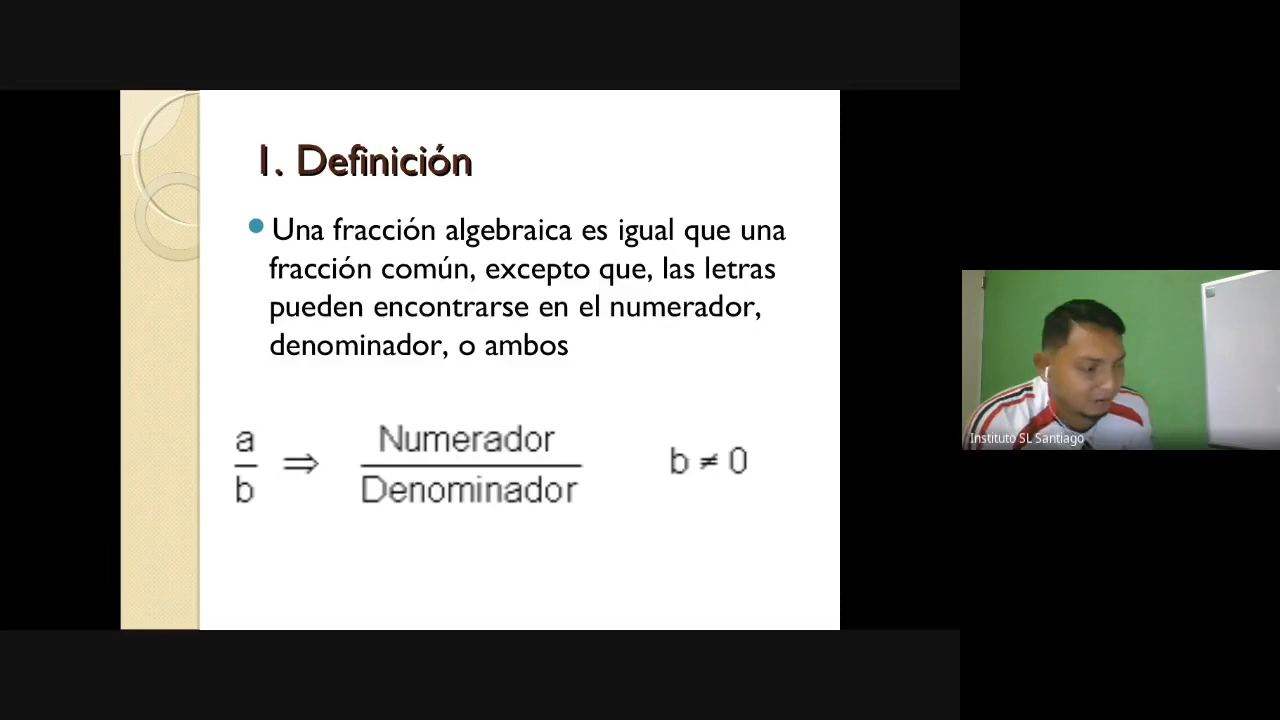 1. Definición
Una fracción algebraica es igual que una
fracción común, excepto que, las letras
pueden encontrarse en el numerador,
denominador, o ambos
a
b
⇒
Numerador
Denominador
b ≠ 0
Instituto SL Santiago